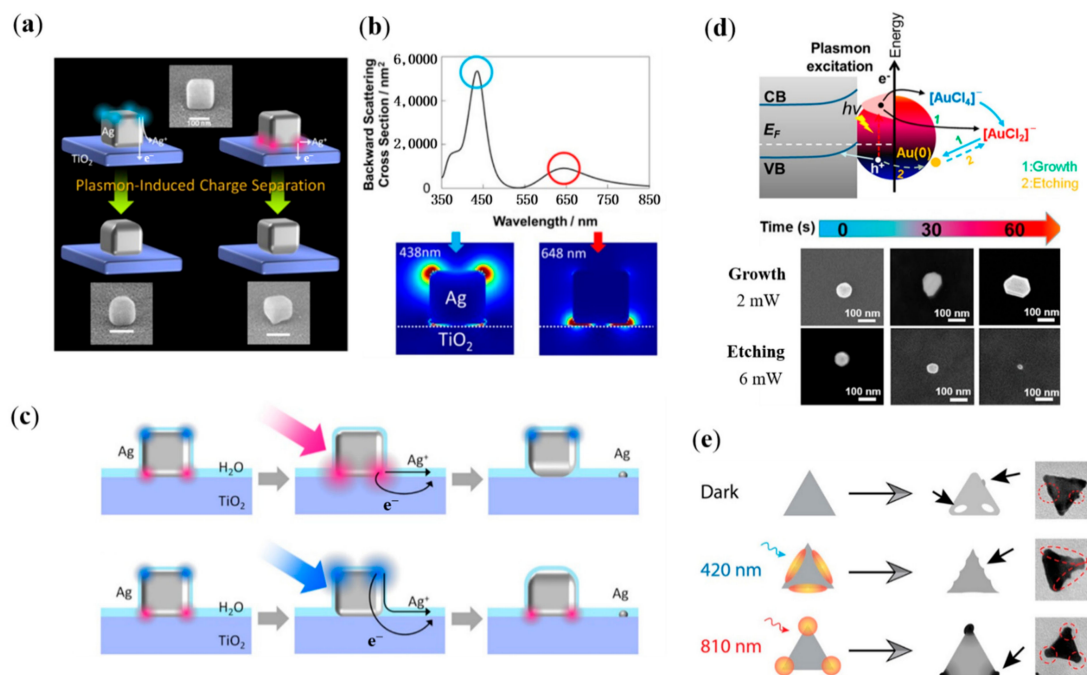 (a)
100 nm
Ag
Ag⁺
Ag⁺
TiO₂
e⁻
e⁻
Plasmon-Induced Charge Separation
(b)
Backward Scattering
Cross Section / nm²
6,0000
6,0000
4,0000
2,0000
0
350 450 550 650 750 850
Wavelength / nm
438nm
648 nm
Ag
TiO₂
(c)
Ag
H₂O
TiO₂
Ag⁺
e⁻
Ag
Ag
H₂O
TiO₂
Ag⁺
e⁻
Ag
(d)
Plasmon
excitation
Energy
e⁻
CB
hν
[AuCl₄]⁻
1
[AuCl₂]⁻
E_F
Au(0)
1
2
VB
h⁺
2
1:Growth
2:Etching
Time (s) 0 30 60
Growth
2 mW
100 nm
100 nm
100 nm
Etching
6 mW
100 nm
100 nm
100 nm
(e)
Dark
420 nm
810 nm